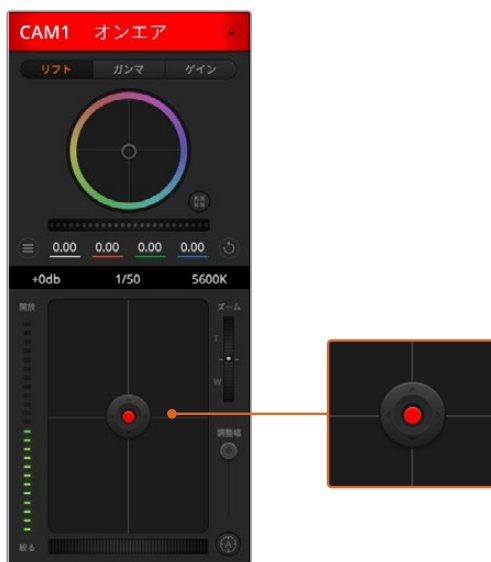 CAM1 オンエア
リフト ガンマ ゲイン
0.00 0.00 0.00 0.00
+0db 1/50 5600K
開放 ズーム
T
W
調整幅
絞る A